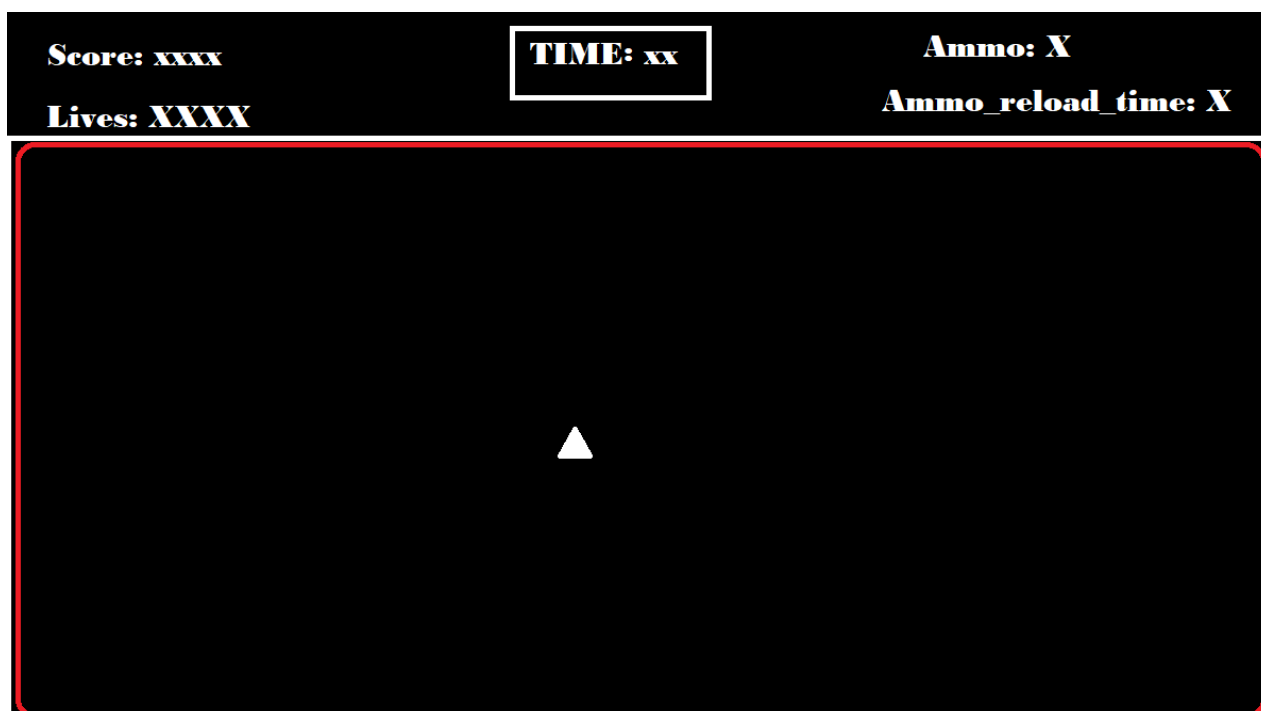 Score: xxxx
Lives: XXXX
TIME: xx
Ammo: X
Ammo_reload_time: X